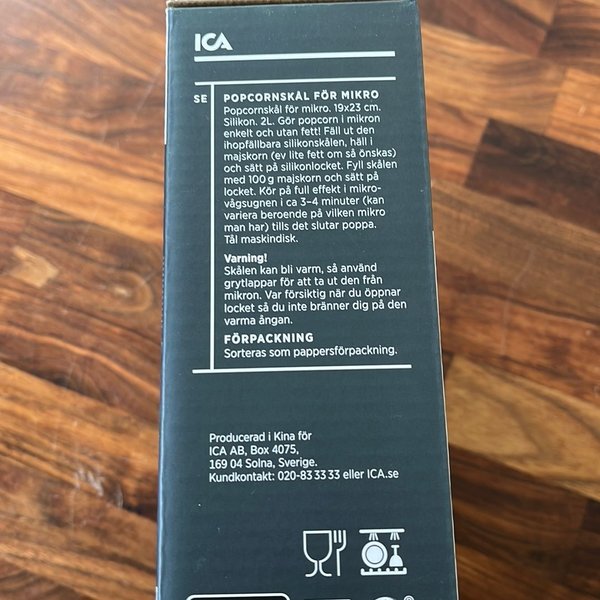 ICA
SE
POPCORNSKÅL FÖR MIKRO
Popcornskål för mikro. 19x23 cm.
Silikon. 2L. Gör popcorn i mikron
enkelt och utan fett! Fäll ut den
ihopfällbara silikonskålen, häll i
majskorn (ev lite fett om så önskas)
och sätt på silikonlocket. Fyll skålen
med 100 g majskorn och sätt på
locket. Kör på full effekt i mikro-
vågsugnen i ca 3–4 minuter (kan
variera beroende på vilken mikro
man har) tills det slutar poppa.
Tål maskindisk.
Varning!
Skålen kan bli varm, så använd
grytlappar för att ta ut den från
mikron. Var försiktig när du öppnar
locket så du inte bränner dig på den
varma ångan.
FÖRPACKNING
Sorteras som pappersförpackning.
Producerad i Kina för
ICA AB, Box 4075,
169 04 Solna, Sverige.
Kundkontakt: 020-83 33 33 eller ICA.se